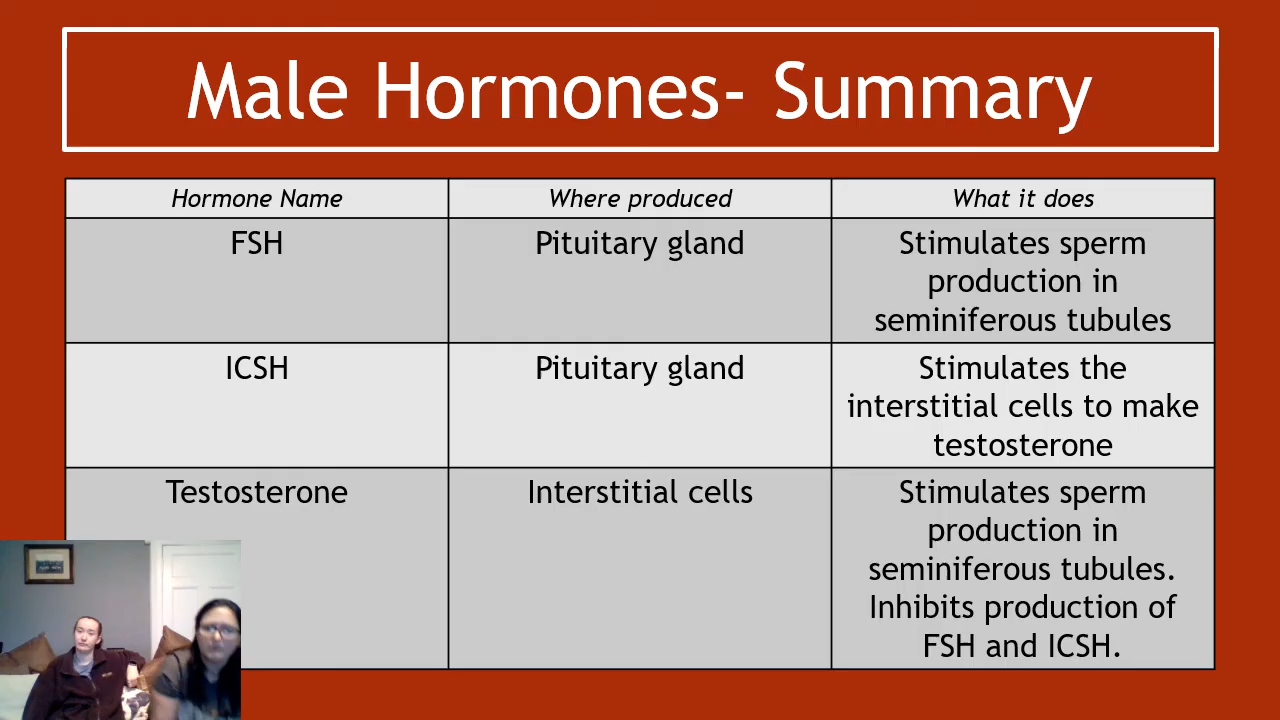 Male Hormones- Summary
Hormone Name
Where produced
What it does
FSH
Pituitary gland
Stimulates sperm
production in
seminiferous tubules
ICSH
Pituitary gland
Stimulates the
interstitial cells to make
testosterone
Testosterone
Interstitial cells
Stimulates sperm
production in
seminiferous tubules.
Inhibits production of
FSH and ICSH.